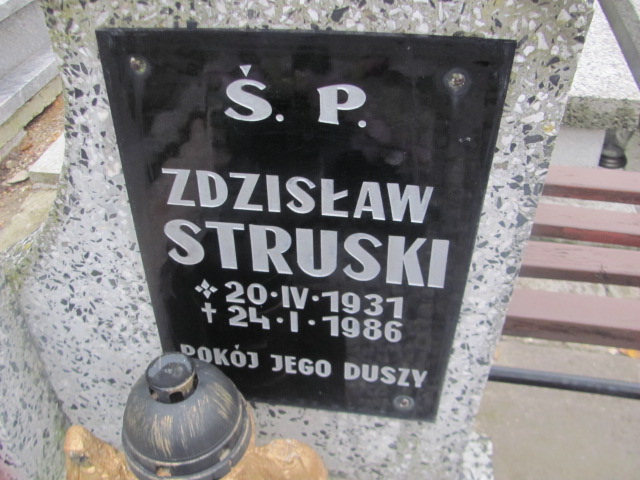 Ś. P.
ZDZISŁAW
STRUSKI
20·IV·1931
† 24·I·1986
POKÓJ JEGO DUSZY